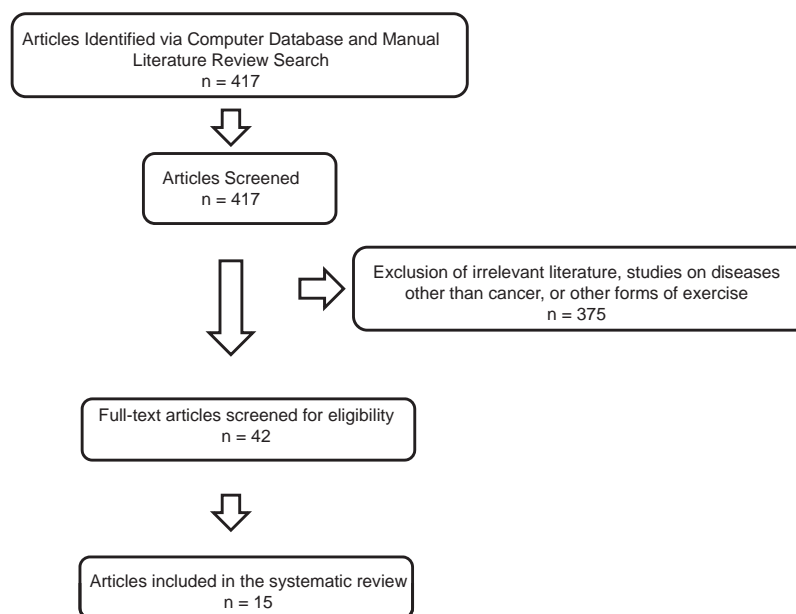 Articles Identified via Computer Database and Manual
Literature Review Search
n = 417
Articles Screened
n = 417
Exclusion of irrelevant literature, studies on diseases
other than cancer, or other forms of exercise
n = 375
Full-text articles screened for eligibility
n = 42
Articles included in the systematic review
n = 15